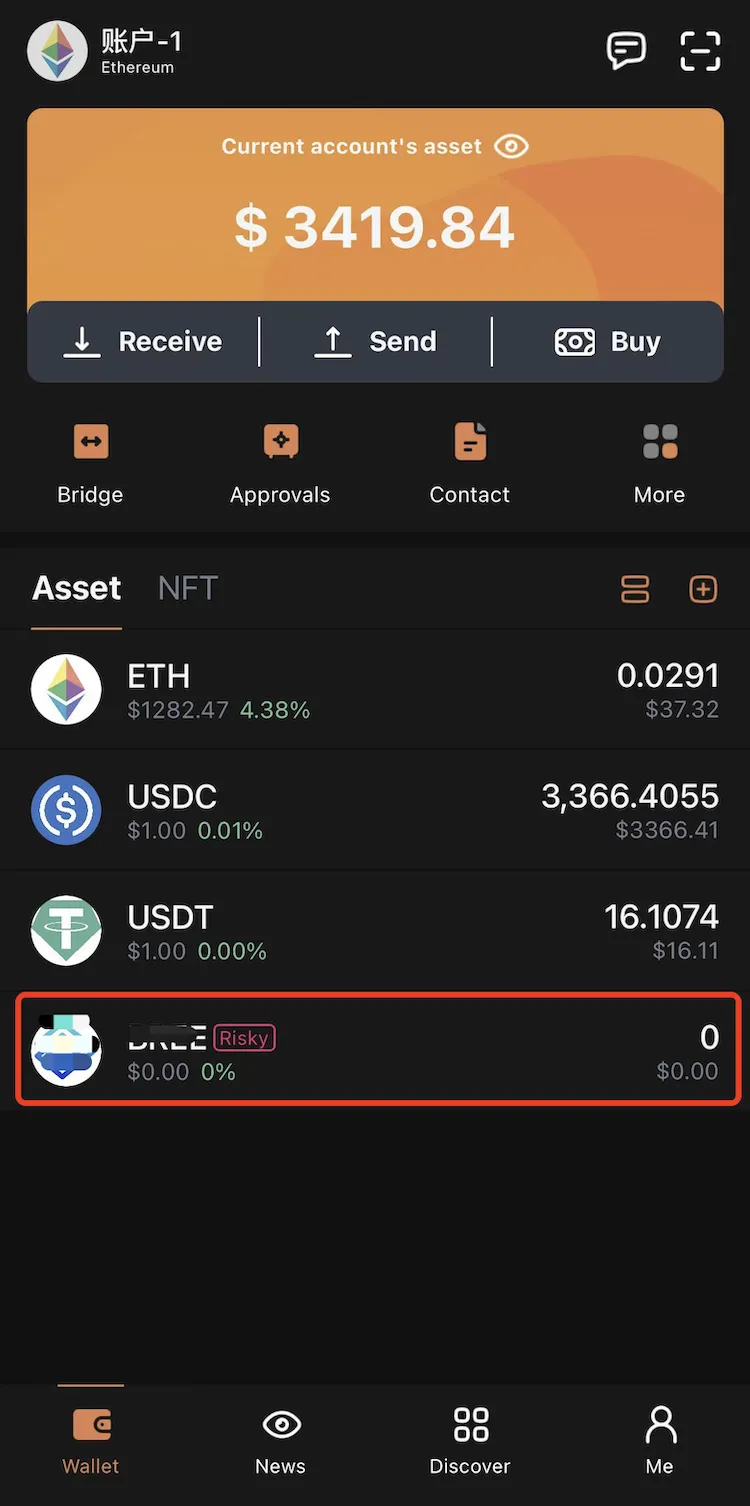 账户-1
Ethereum
Current account's asset
$ 3419.84
Receive
Send
Buy
Bridge
Approvals
Contact
More
Asset
NFT
ETH
0.0291
$1282.47 4.38%
$37.32
USDC
3,366.4055
$1.00 0.01%
$3366.41
USDT
16.1074
$1.00 0.00%
$16.11
Risky
0
$0.00 0%
$0.00
Wallet
News
Discover
Me